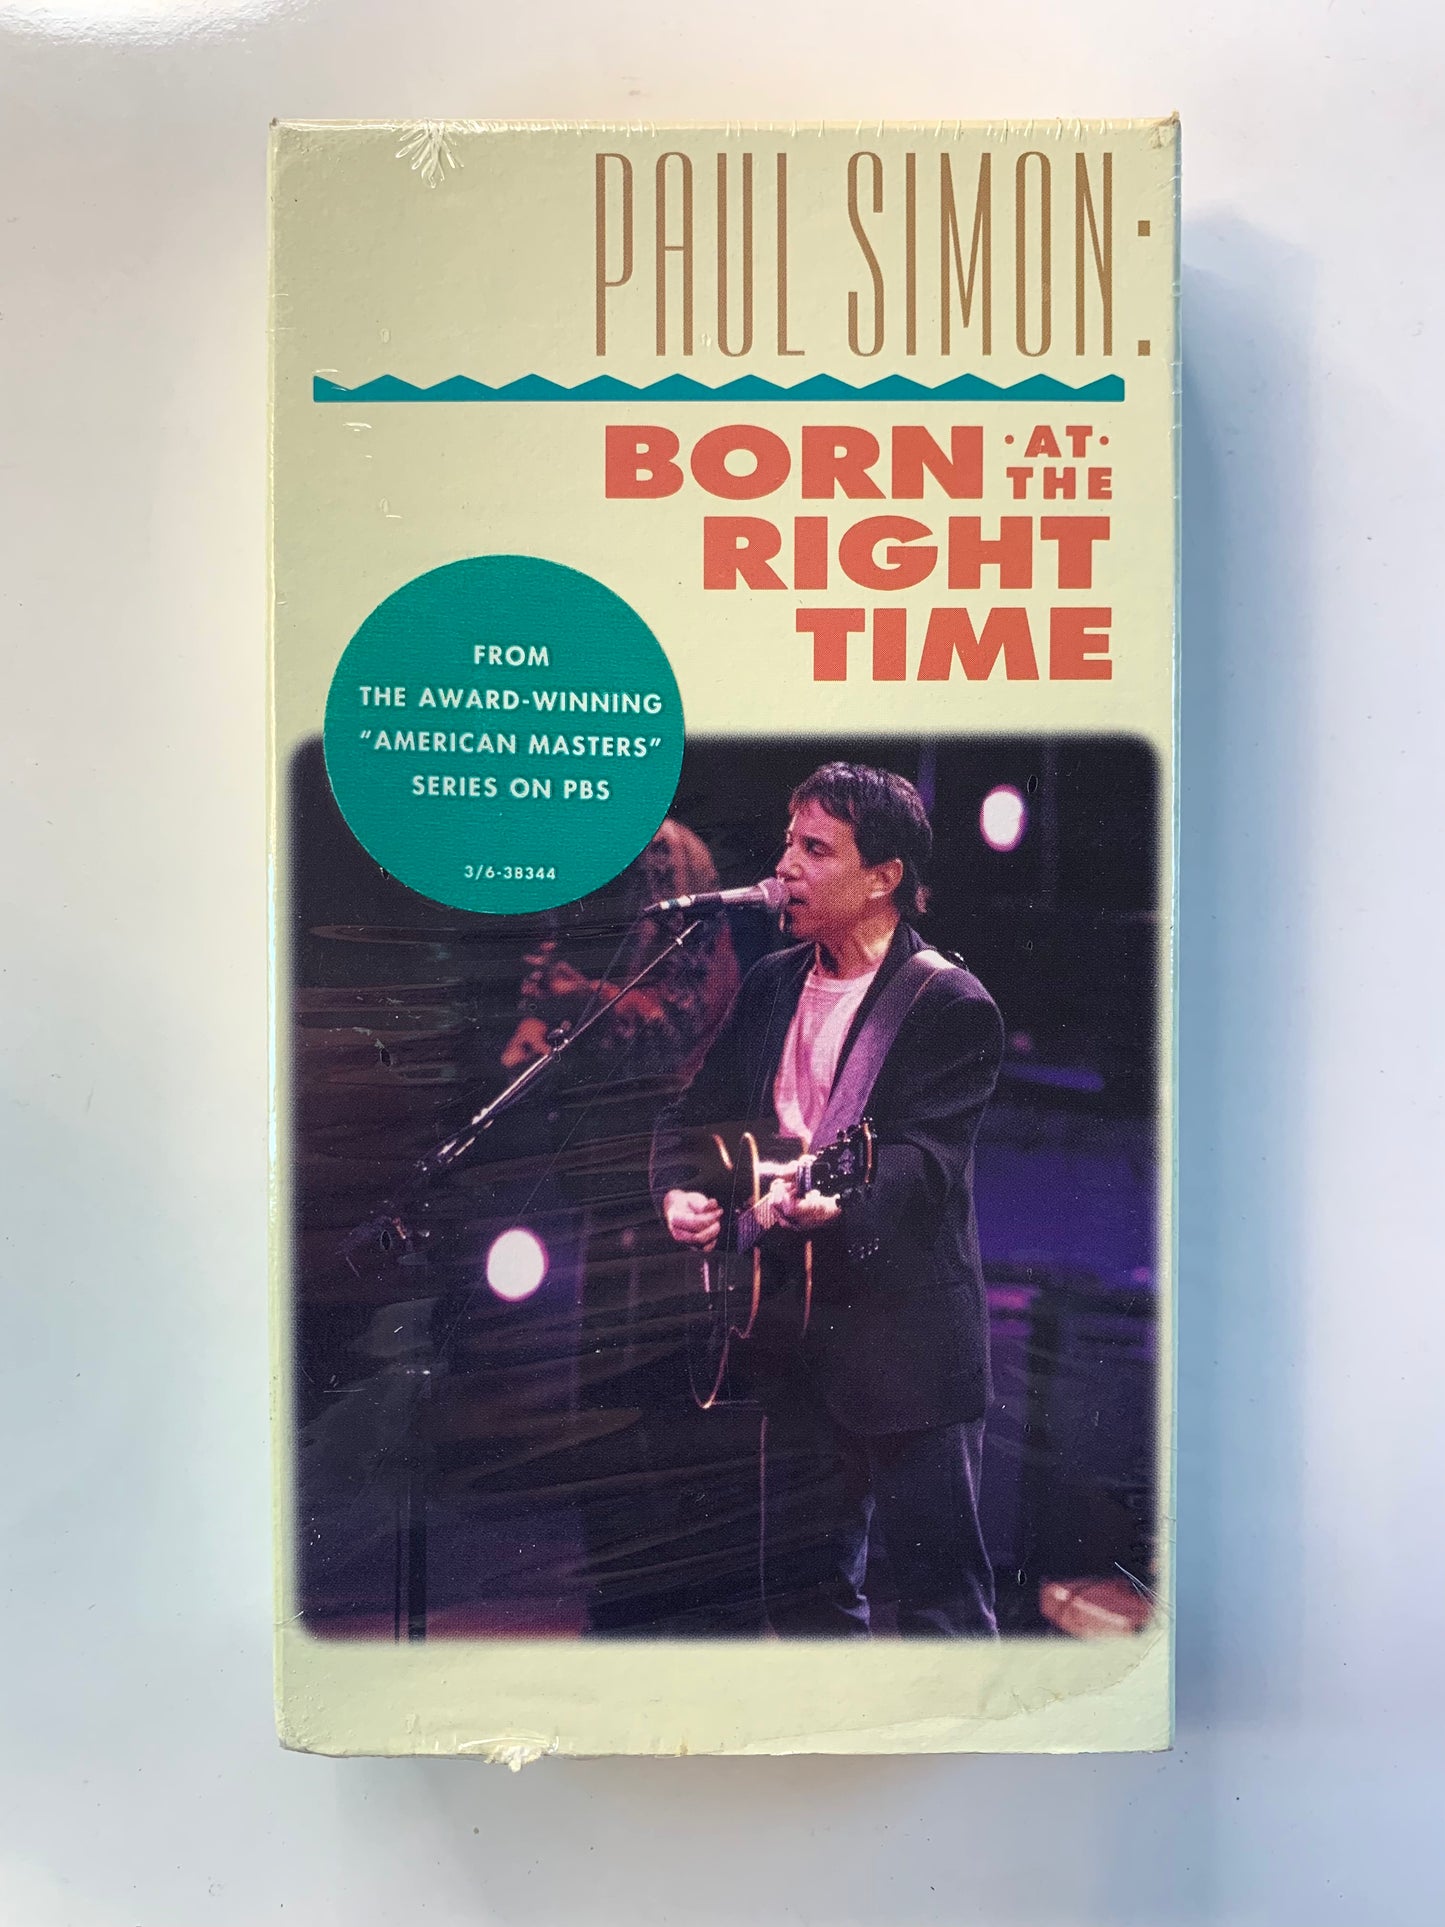 PAUL SIMON:
BORN ·AT·
THE
RIGHT
TIME
FROM
THE AWARD-WINNING
"AMERICAN MASTERS"
SERIES ON PBS
3/6-38344